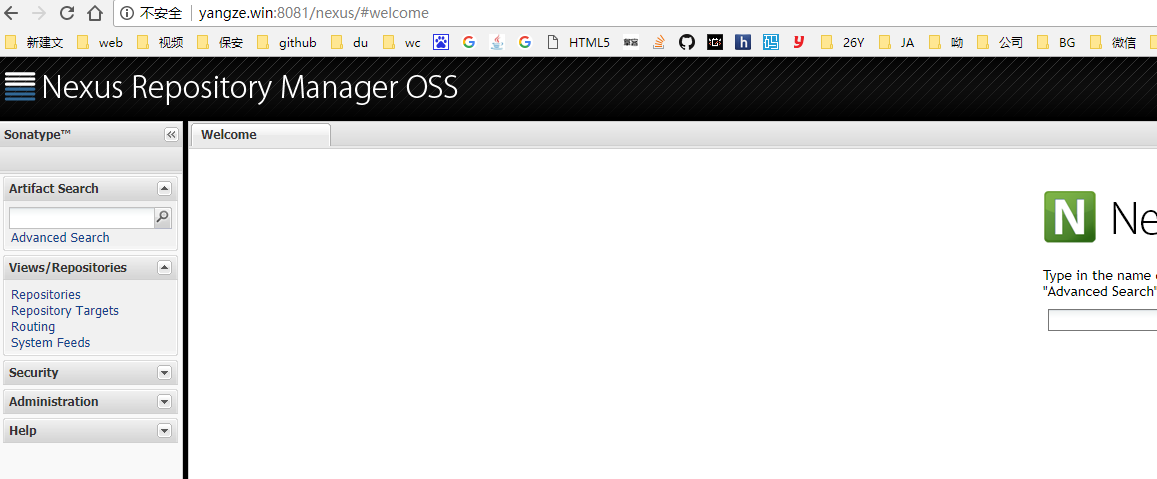 不安全 yangze.win:8081/nexus/#welcome
新建文 web 视频 保安 github du wc HTML5 26Y JA 呦 公司 BG 微信
Nexus Repository Manager OSS
Sonatype™
Welcome
Artifact Search
Advanced Search
Views/Repositories
Repositories
Repository Targets
Routing
System Feeds
Security
Administration
Help
N Ne
Type in the name
"Advanced Search"